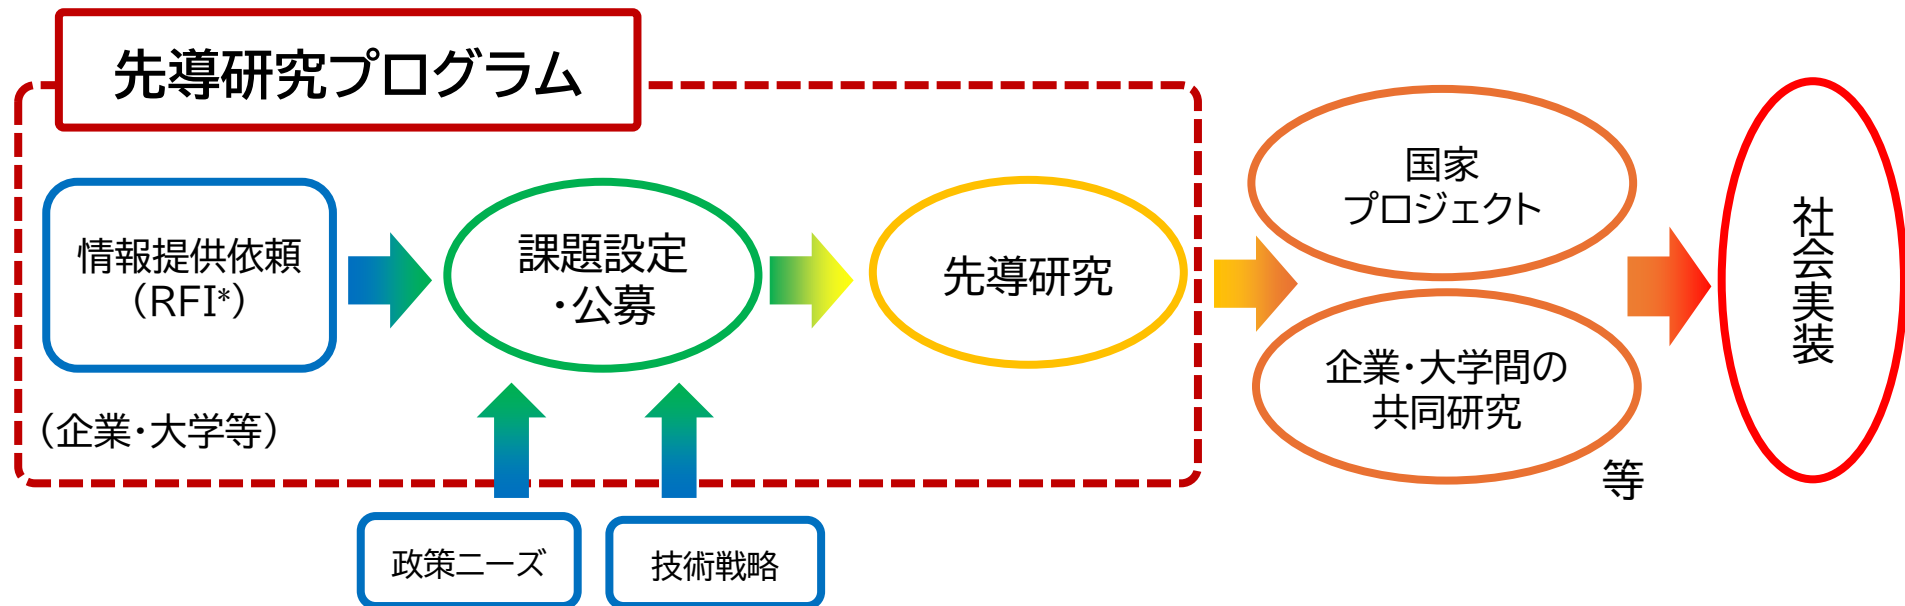 先導研究プログラム
情報提供依頼
（RFI*）
（企業・大学等）
課題設定
・公募
先導研究
政策ニーズ
技術戦略
国家
プロジェクト
企業・大学間の
共同研究
等
社会実装